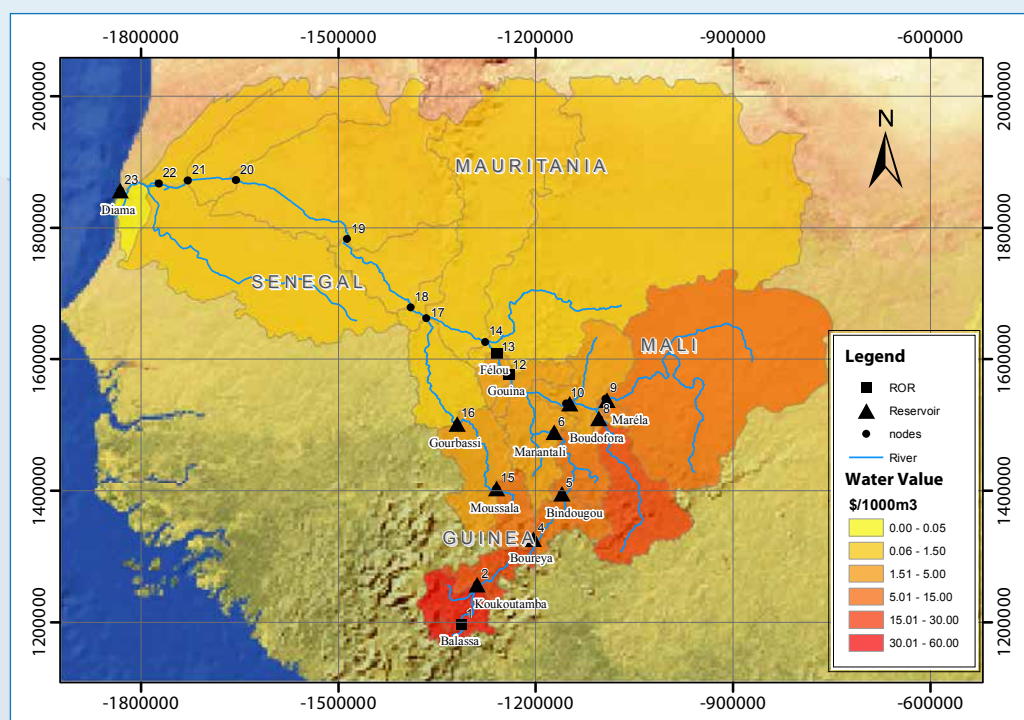 -1800000 -1500000 -1200000 -900000 -600000
2000000
2000000
N
MAURITANIA
23
22
21
20
Diama
1800000
1800000
19
SENEGAL
18
17
14
13
MALI
1600000
1600000
12
Félou
Gouina
10
9
8
Maréla
16
6
Boudofora
Gourbassi
Manantali
15
5
1400000
1400000
Moussala
Bindougou
GUINEA
4
Boureya
2
Koukoutamba
1
1200000
1200000
Balassa
Legend
ROR
Reservoir
nodes
River
Water Value
$/1000m3
0.00 - 0.05
0.06 - 1.50
1.51 - 5.00
5.01 - 15.00
15.01 - 30.00
30.01 - 60.00
-1800000 -1500000 -1200000 -900000 -600000